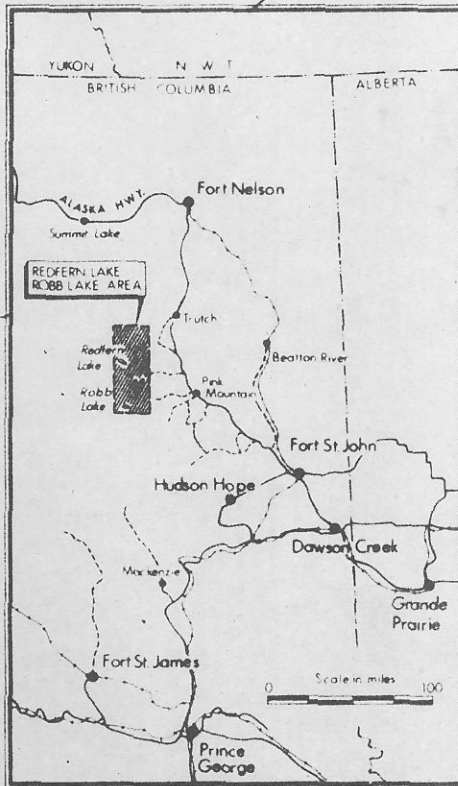 YUKON N W T
BRITISH COLUMBIA
ALBERTA
ALASKA HWY.
Fort Nelson
Summit Lake
REDFERN LAKE
ROBB LAKE AREA
Trutch
Redfern
Lake
Beatton River
Robb
Lake
Pink
Mountain
Fort St. John
Hudson Hope
Dawson Creek
Mackenzie
Grande
Prairie
Fort St. James
Scale in miles
0 100
Prince
George